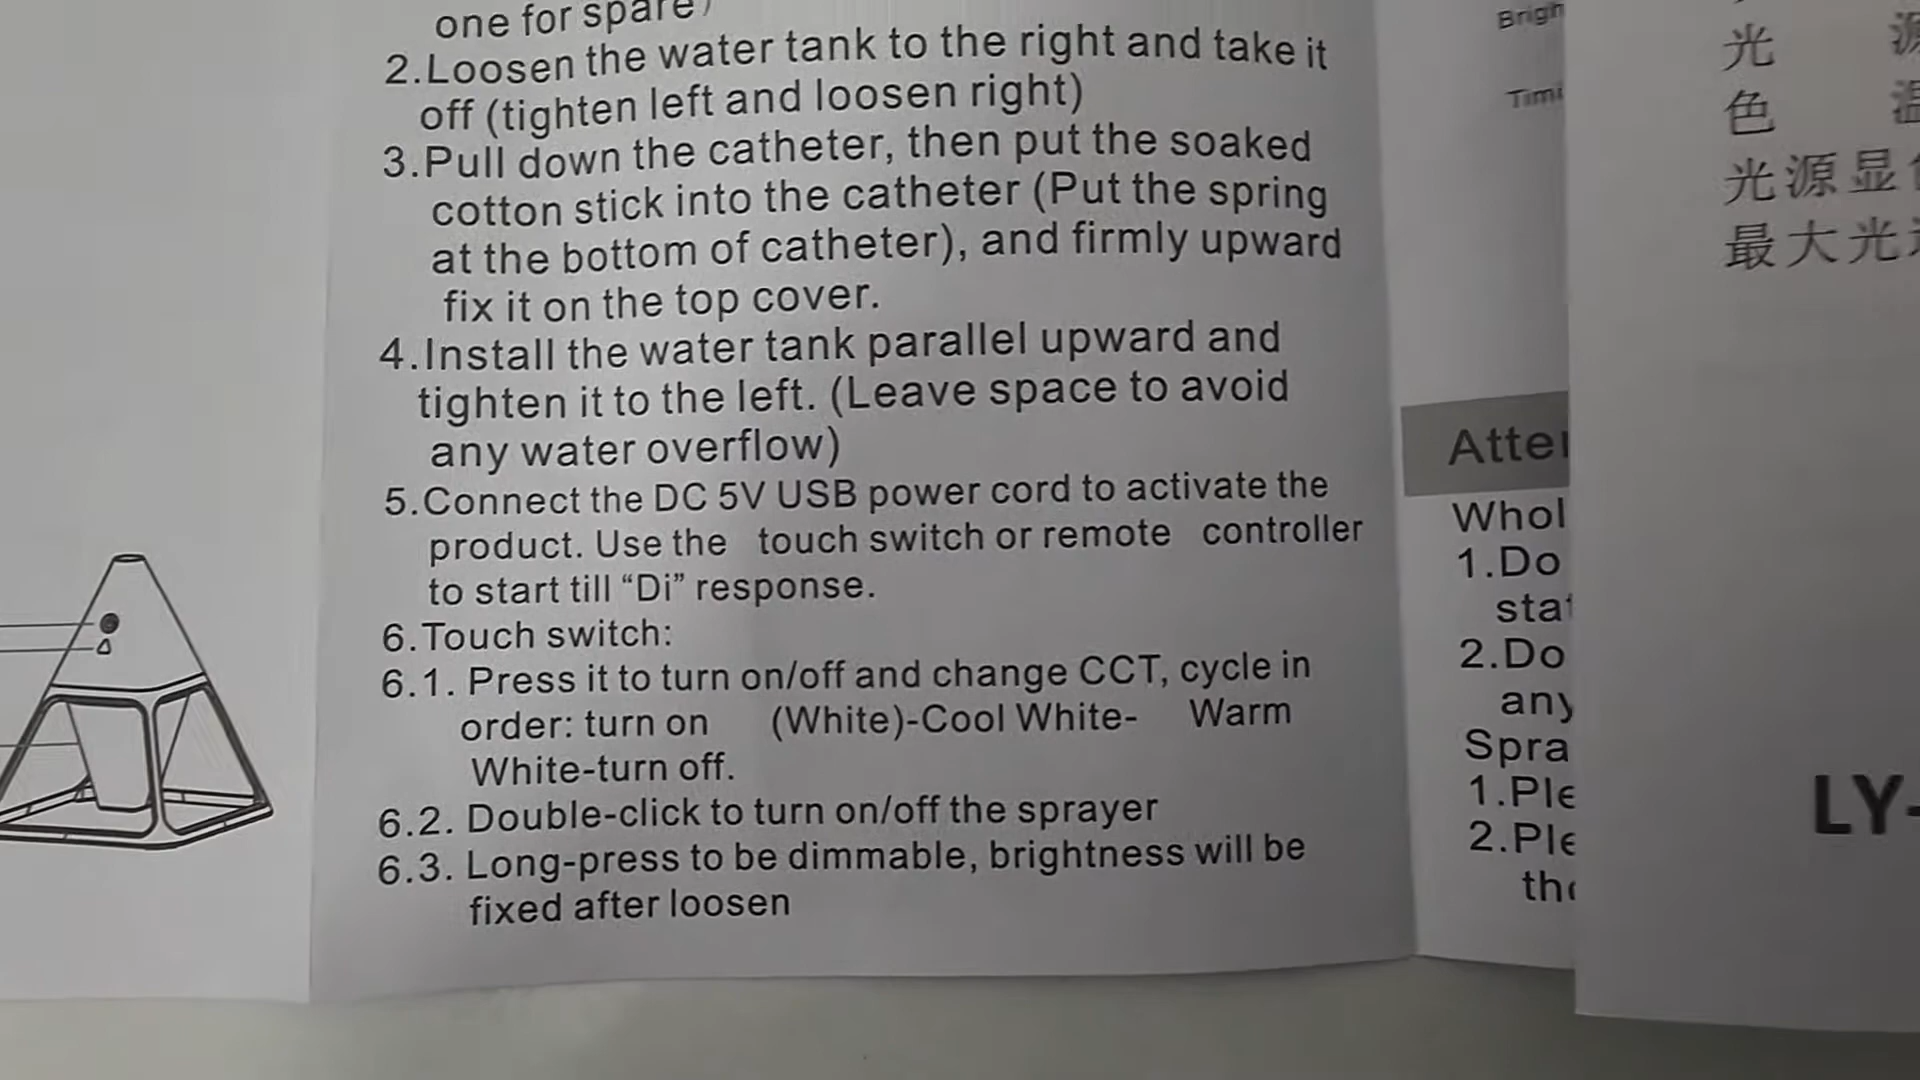 one for spare)
2.Loosen the water tank to the right and take it
off (tighten left and loosen right)
3.Pull down the catheter, then put the soaked
cotton stick into the catheter (Put the spring
at the bottom of catheter), and firmly upward
fix it on the top cover.
4.Install the water tank parallel upward and
tighten it to the left. (Leave space to avoid
any water overflow)
5.Connect the DC 5V USB power cord to activate the
product. Use the touch switch or remote controller
to start till “Di” response.
6.Touch switch:
6.1. Press it to turn on/off and change CCT, cycle in
order: turn on (White)-Cool White- Warm
White-turn off.
6.2. Double-click to turn on/off the sprayer
6.3. Long-press to be dimmable, brightness will be
fixed after loosen
1.Do
2.Do
any
光 源
色 温
光源显
最大光
LY-